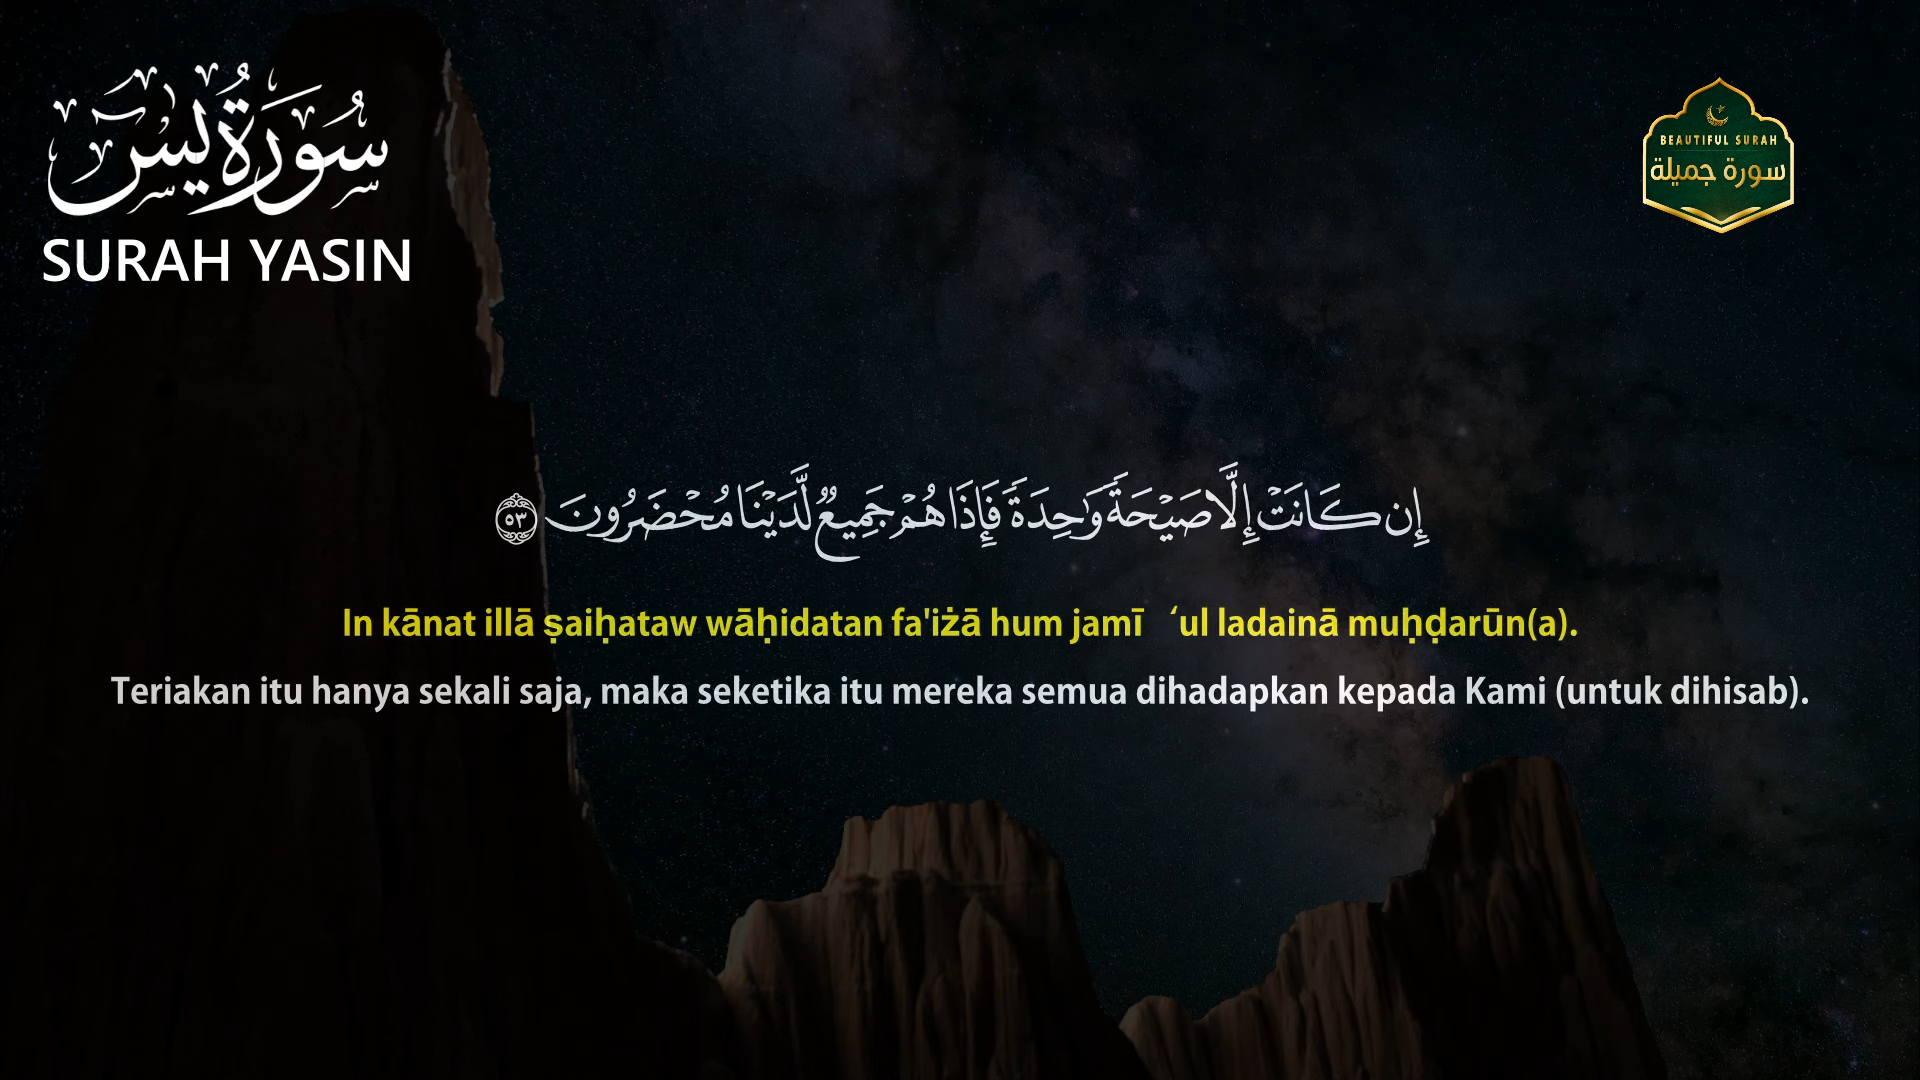 سُورَةُ يسٓ
SURAH YASIN
BEAUTIFUL SURAH
سورة جميلة
إِن كَانَتْ إِلَّا صَيْحَةً وَٰحِدَةً فَإِذَا هُمْ جَمِيعٌ لَّدَيْنَا مُحْضَرُونَ ٥٣
In kānat illā ṣaiḥataw wāḥidatan fa'iżā hum jamī ‘ul ladainā muḥḍarūn(a).
Teriakan itu hanya sekali saja, maka seketika itu mereka semua dihadapkan kepada Kami (untuk dihisab).